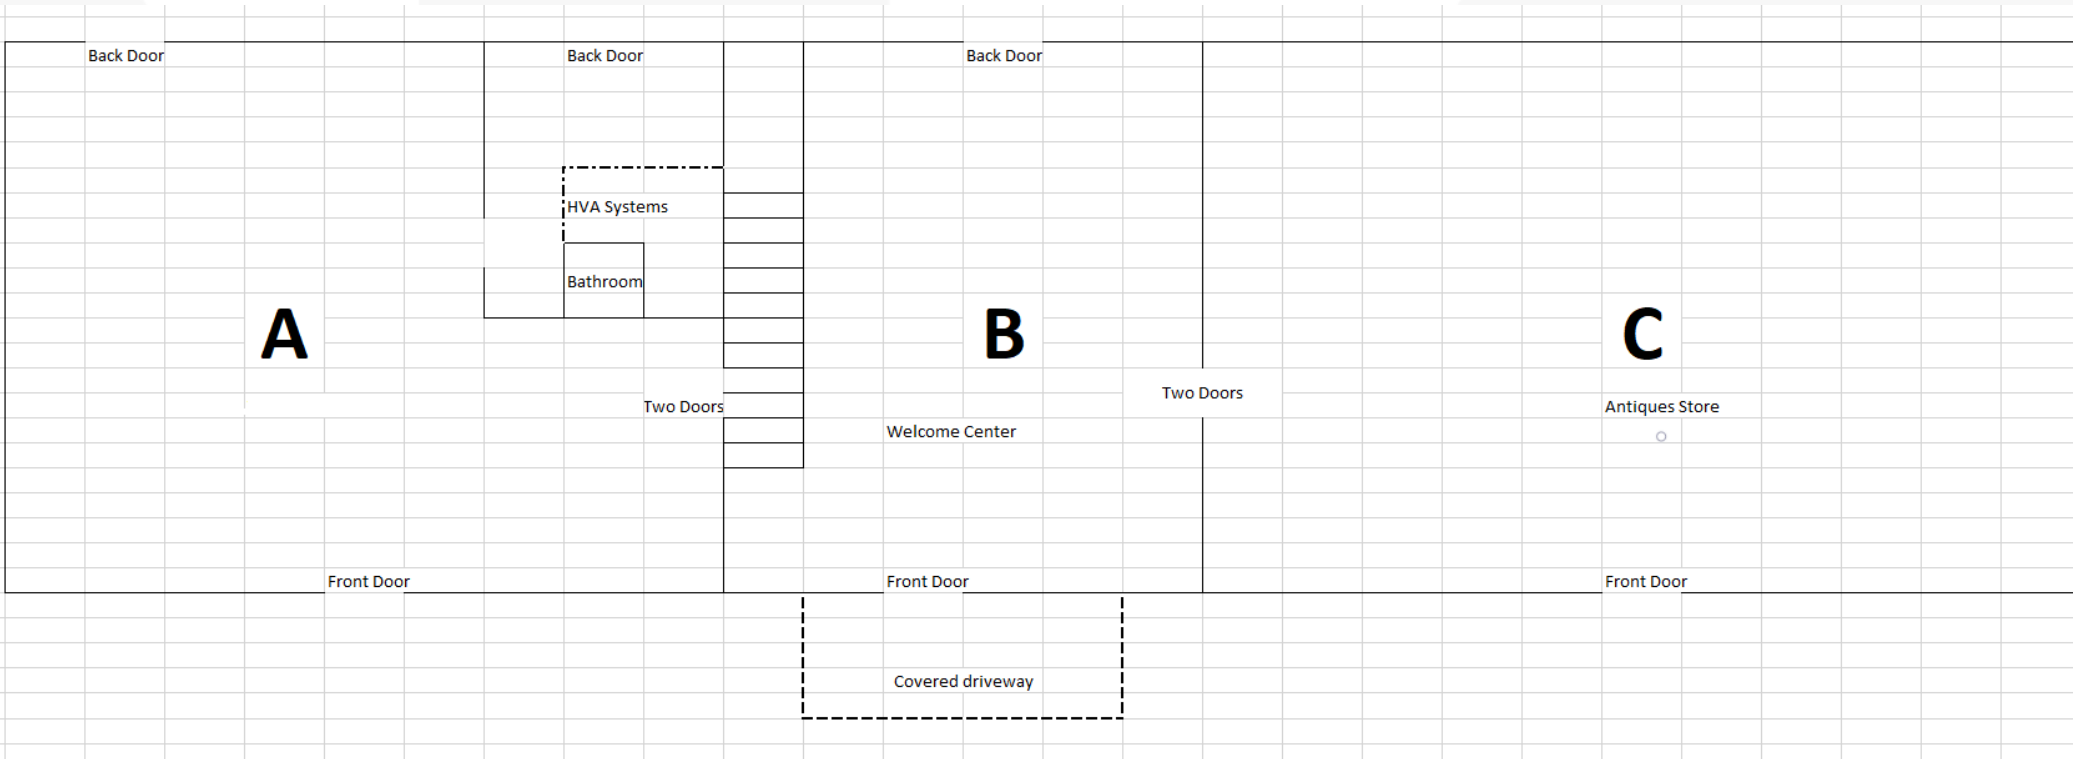 Back Door
Back Door
Back Door
HVA Systems
Bathroom
A
B
C
Two Doors
Two Doors
Antiques Store
Welcome Center
Front Door
Front Door
Front Door
Covered driveway